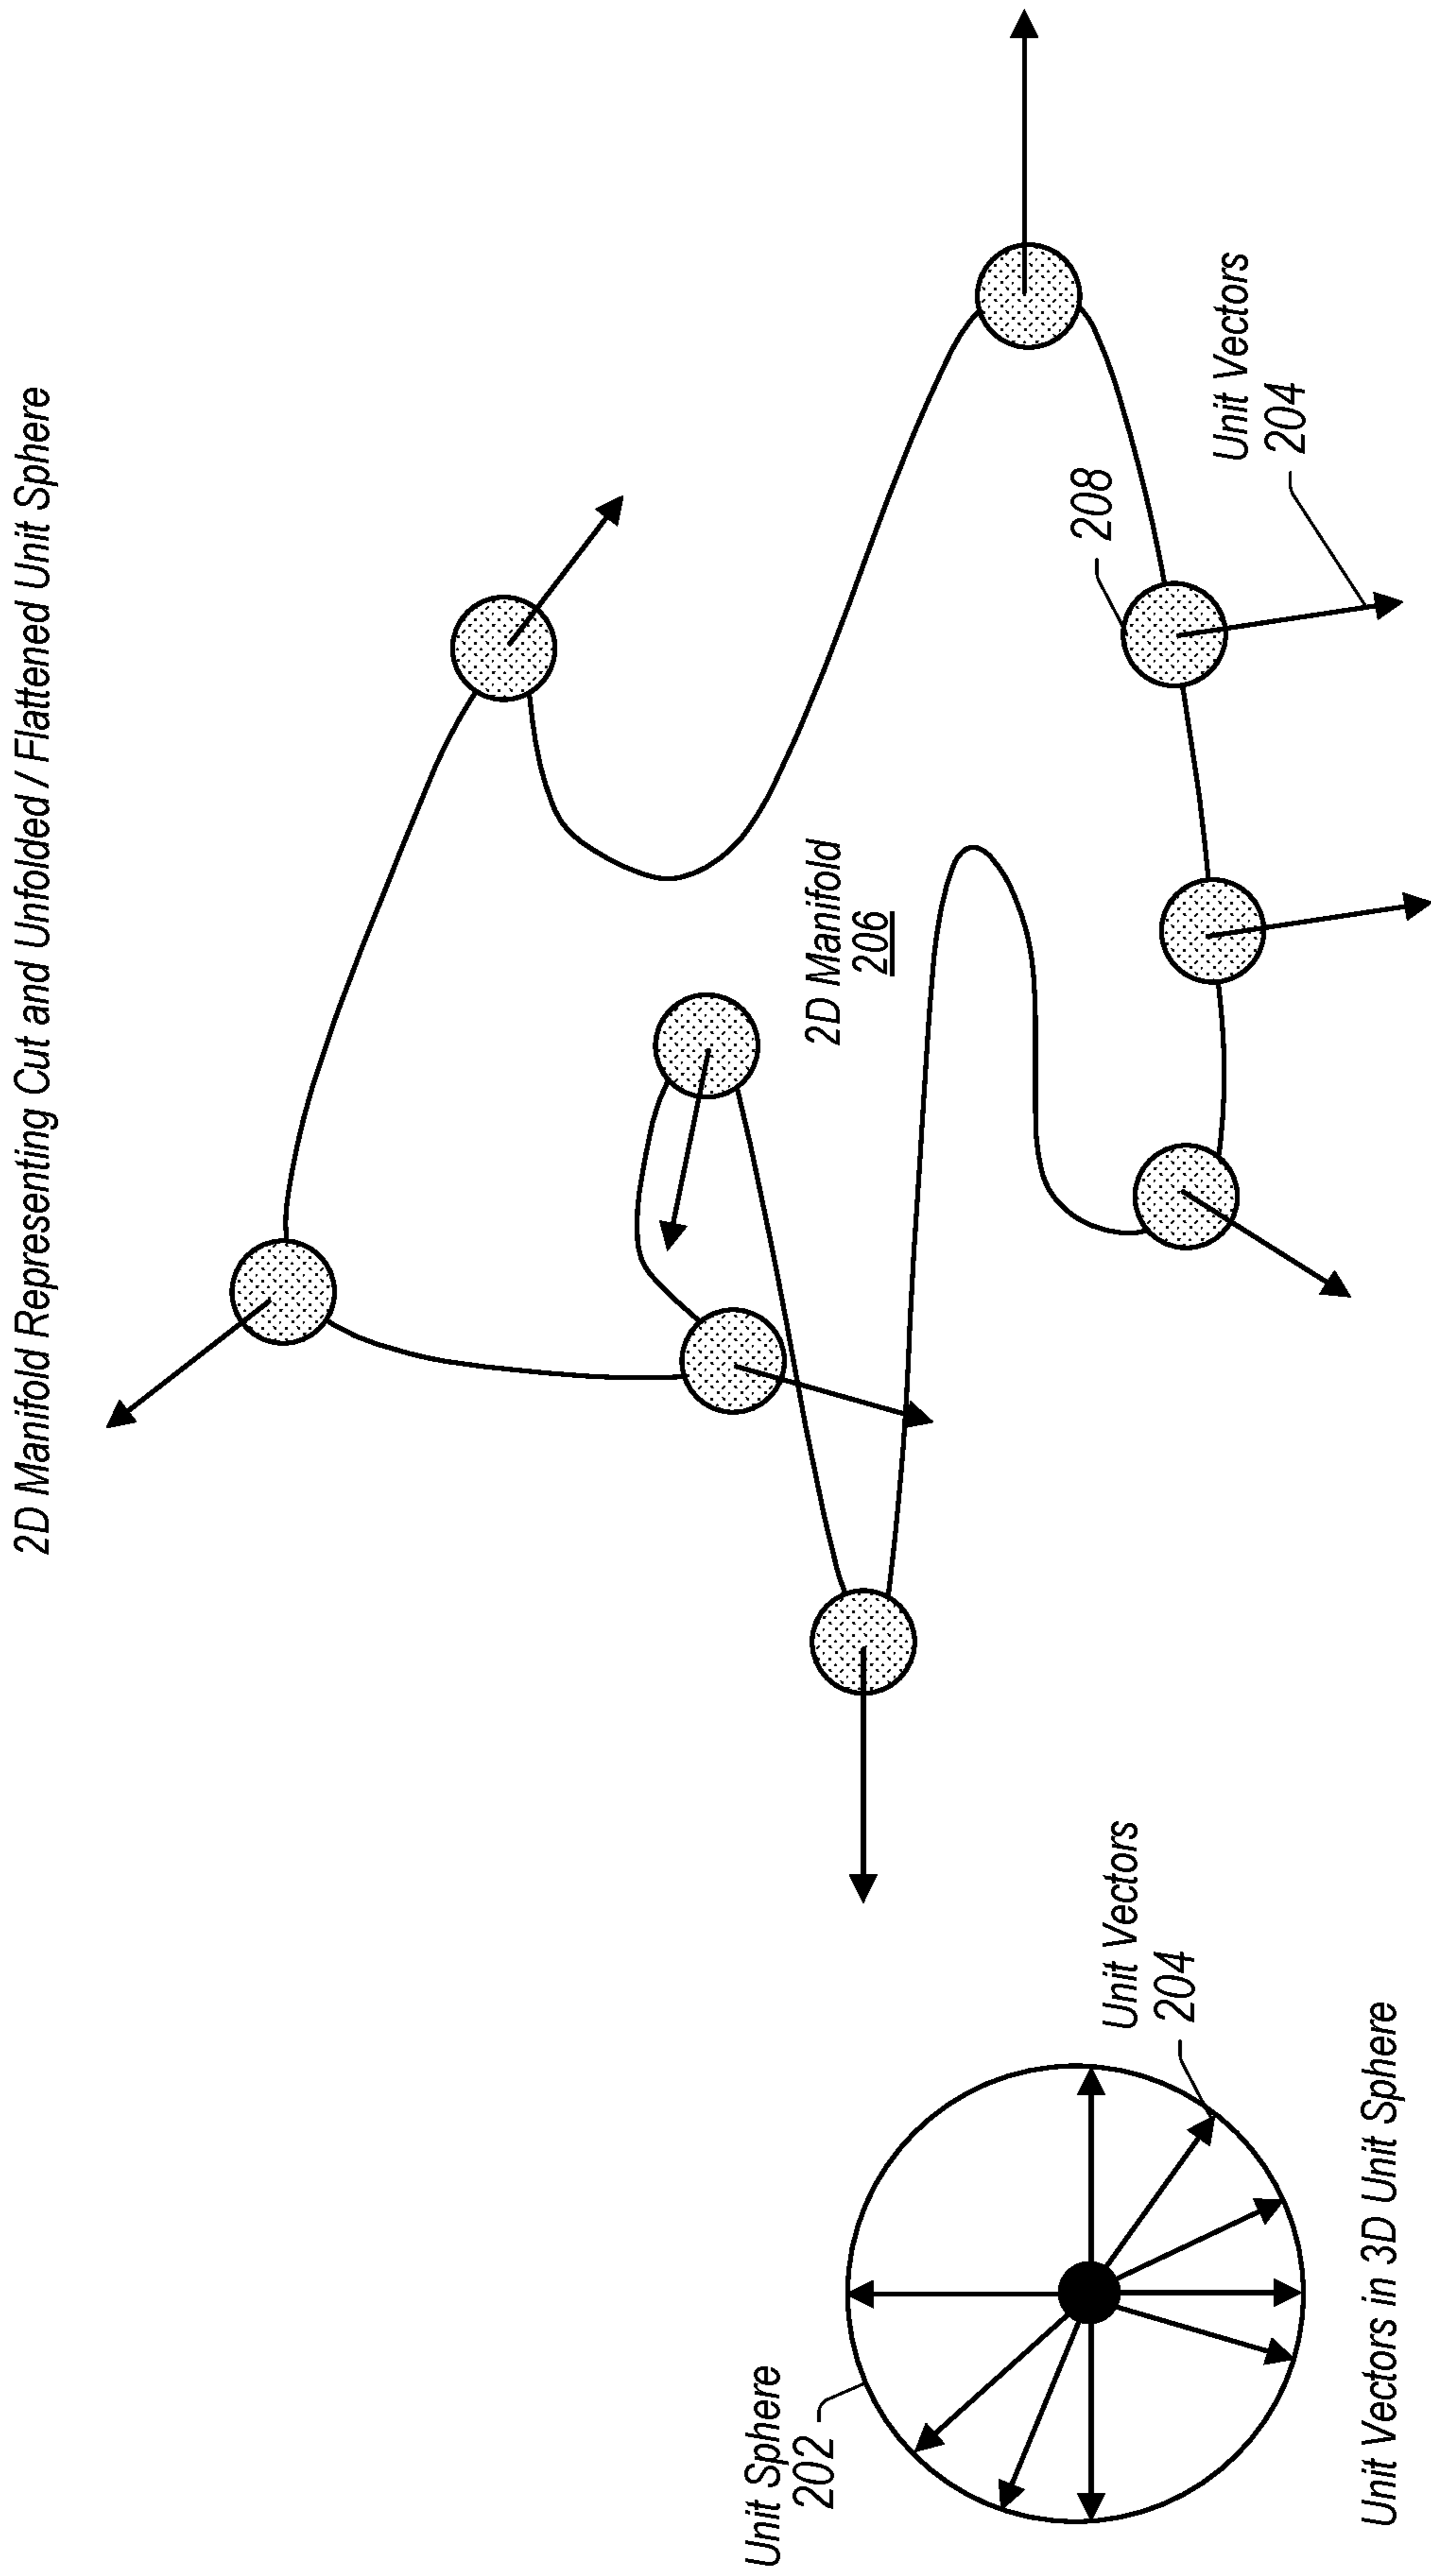 2D Manifold Representing Cut and Unfolded / Flattened Unit Sphere
Unit Sphere
202
Unit Vectors
204
Unit Vectors in 3D Unit Sphere
2D Manifold
206
208
Unit Vectors
204